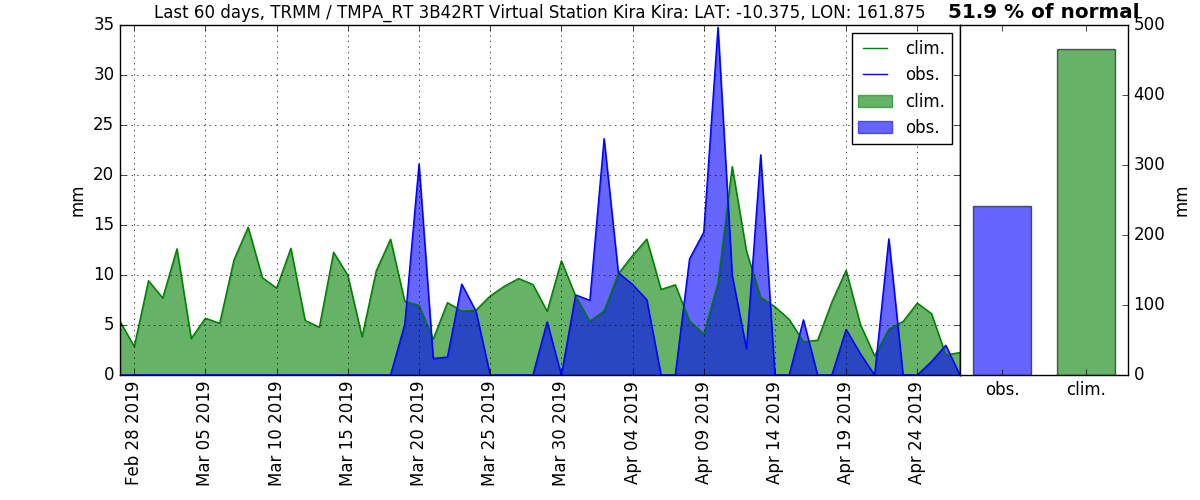 Last 60 days, TRMM / TMPA_RT 3B42RT Virtual Station Kira Kira: LAT: -10.375, LON: 161.875
51.9 % of normal
35
30
25
20
15
10
5
0
mm
clim.
obs.
clim.
obs.
Feb 28 2019
Mar 05 2019
Mar 10 2019
Mar 15 2019
Mar 20 2019
Mar 25 2019
Mar 30 2019
Apr 04 2019
Apr 09 2019
Apr 14 2019
Apr 19 2019
Apr 24 2019
500
400
300
200
100
0
mm
obs.
clim.